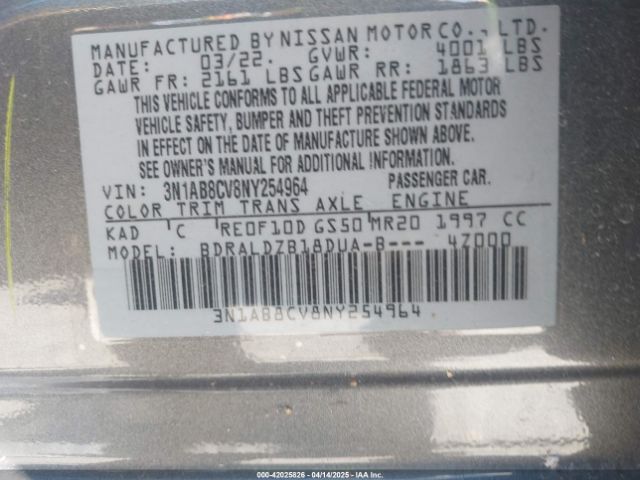 MANUFACTURED BY NISSAN MOTOR CO., LTD.
DATE: 03/22. GVWR: 4001 LBS
GAWR FR: 2161 LBS GAWR RR: 1863 LBS
THIS VEHICLE CONFORMS TO ALL APPLICABLE FEDERAL MOTOR
VEHICLE SAFETY, BUMPER AND THEFT PREVENTION STANDARDS
IN EFFECT ON THE DATE OF MANUFACTURE SHOWN ABOVE.
SEE OWNER'S MANUAL FOR ADDITIONAL INFORMATION.
VIN: 3N1AB8CV8NY254964 PASSENGER CAR.
COLOR TRIM TRANS AXLE ENGINE
KAD C RE0F10D GS50 MR20 1997 CC
MODEL: BDRALDZB18DUA-B--- 4Z000
3N1AB8CV8NY254964
000-42025826 - 04/14/2025 - IAA Inc.